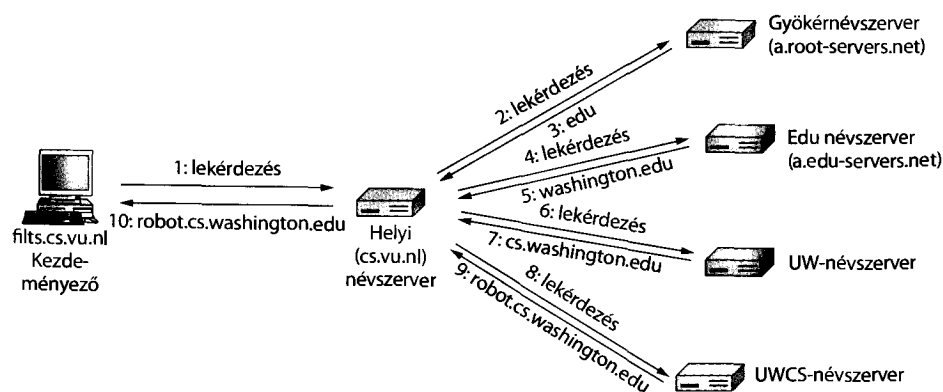 Gyökérnévszerver
(a.root-servers.net)
2: lekérdezés
3: edu
4: lekérdezés
5: washington.edu
Edu névszerver
(a.edu-servers.net)
1: lekérdezés
10: robot.cs.washington.edu
filts.cs.vu.nl
Kezde-
ményező
Helyi
(cs.vu.nl)
névszerver
6: lekérdezés
7: cs.washington.edu
UW-névszerver
8: lekérdezés
9: robot.cs.washington.edu
UWCS-névszerver